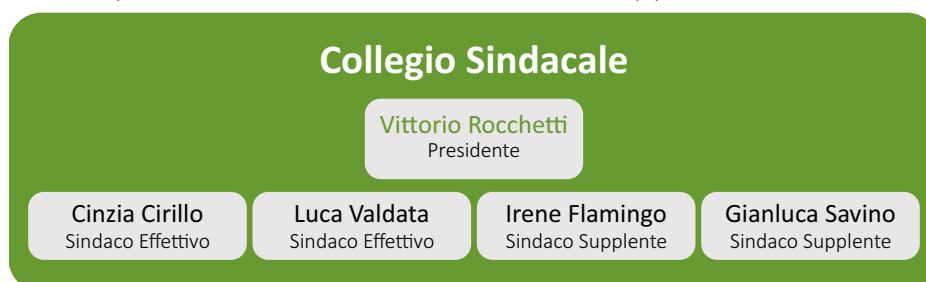 Collegio Sindacale
Vittorio Rocchetti
Presidente
Cinzia Cirillo
Sindaco Effettivo
Luca Valdata
Sindaco Effettivo
Irene Flamingo
Sindaco Supplente
Gianluca Savino
Sindaco Supplente